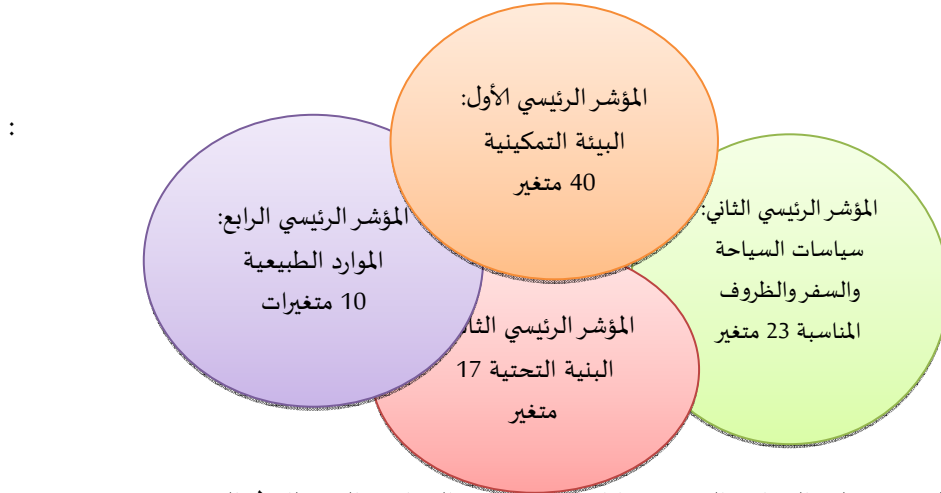 المؤشر الرئيسي الأول:
البيئة التمكينية
40 متغير
المؤشر الرئيسي الثاني:
سياسات السياحة
والسفر والظروف
المناسبة 23 متغير
المؤشر الرئيسي
البنية التحتية 17
متغير
المؤشر الرئيسي الرابع:
الموارد الطبيعية
10 متغيرات
: